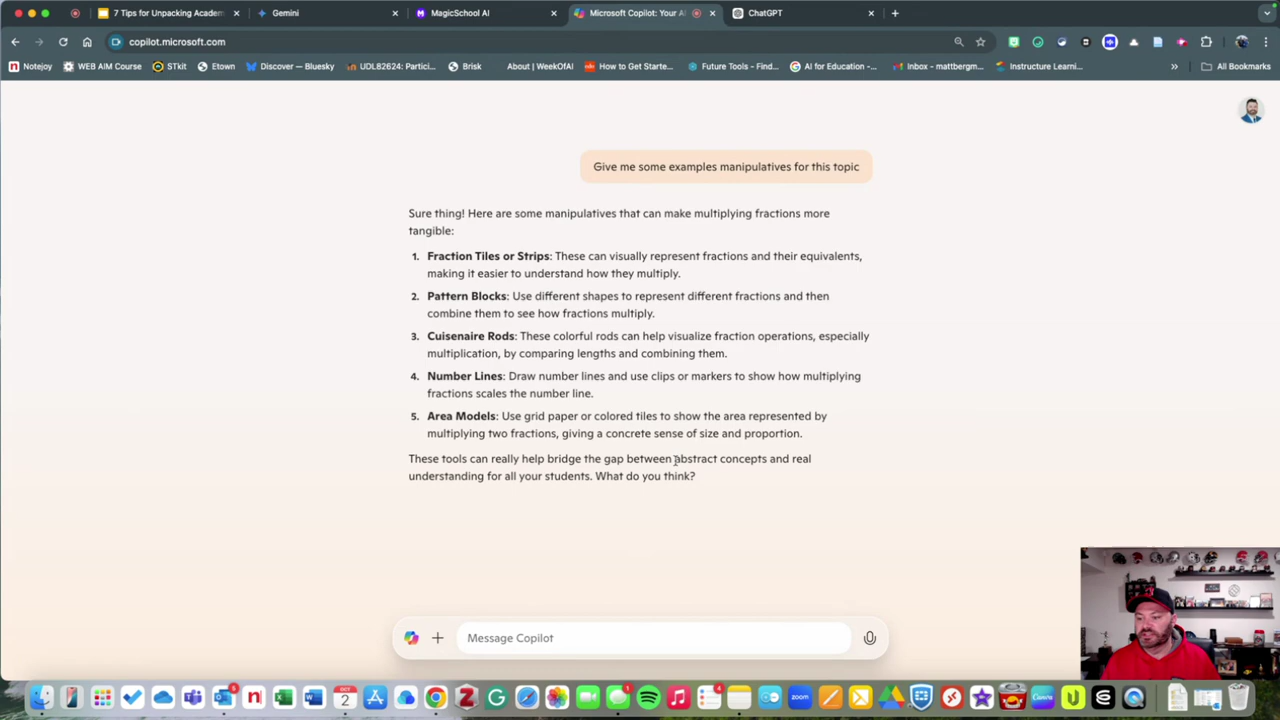 7 Tips for Unpacking Academ
Gemini
MagicSchool AI
Microsoft Copilot: Your AI
ChatGPT
copilot.microsoft.com
Notejoy
WEB AIM Course
STkit
Etown
Discover — Bluesky
UDL82624: Partici...
Brisk
About | WeekOfAI
How to Get Starte...
Future Tools - Find...
AI for Education -...
Inbox - mattbergm...
Instructure Learni...
All Bookmarks
Give me some examples manipulatives for this topic
Sure thing! Here are some manipulatives that can make multiplying fractions more
tangible:
1. Fraction Tiles or Strips: These can visually represent fractions and their equivalents,
making it easier to understand how they multiply.
2. Pattern Blocks: Use different shapes to represent different fractions and then
combine them to see how fractions multiply.
3. Cuisenaire Rods: These colorful rods can help visualize fraction operations, especially
multiplication, by comparing lengths and combining them.
4. Number Lines: Draw number lines and use clips or markers to show how multiplying
fractions scales the number line.
5. Area Models: Use grid paper or colored tiles to show the area represented by
multiplying two fractions, giving a concrete sense of size and proportion.
These tools can really help bridge the gap between abstract concepts and real
understanding for all your students. What do you think?
Message Copilot
OCT
2
zoom
Canva